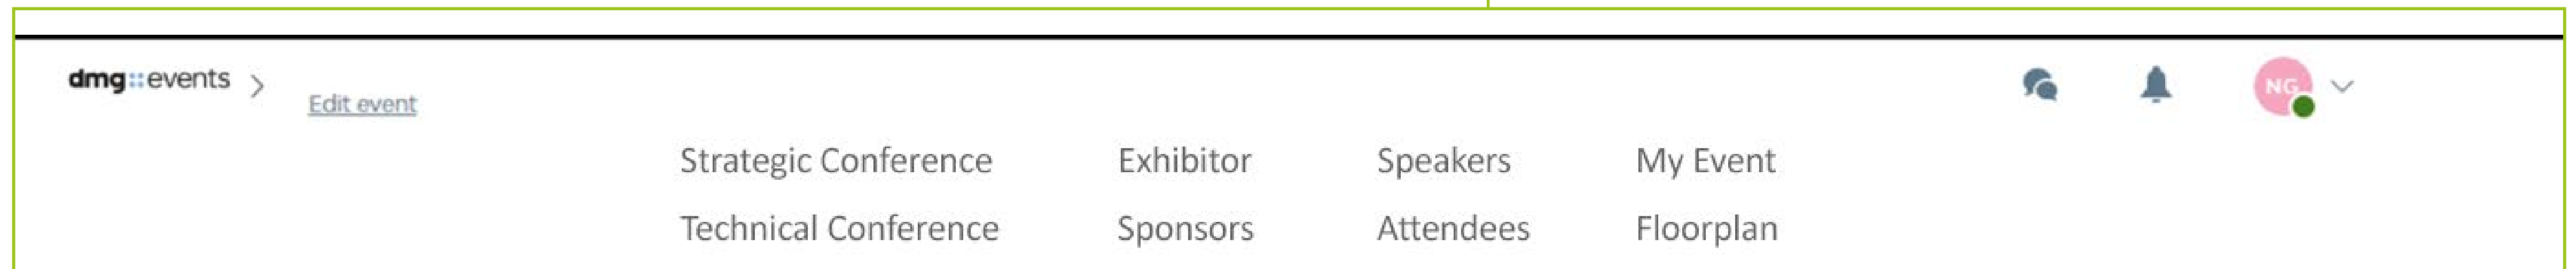 dmg::events
Edit event
NG
Strategic Conference Exhibitor Speakers My Event
Technical Conference Sponsors Attendees Floorplan